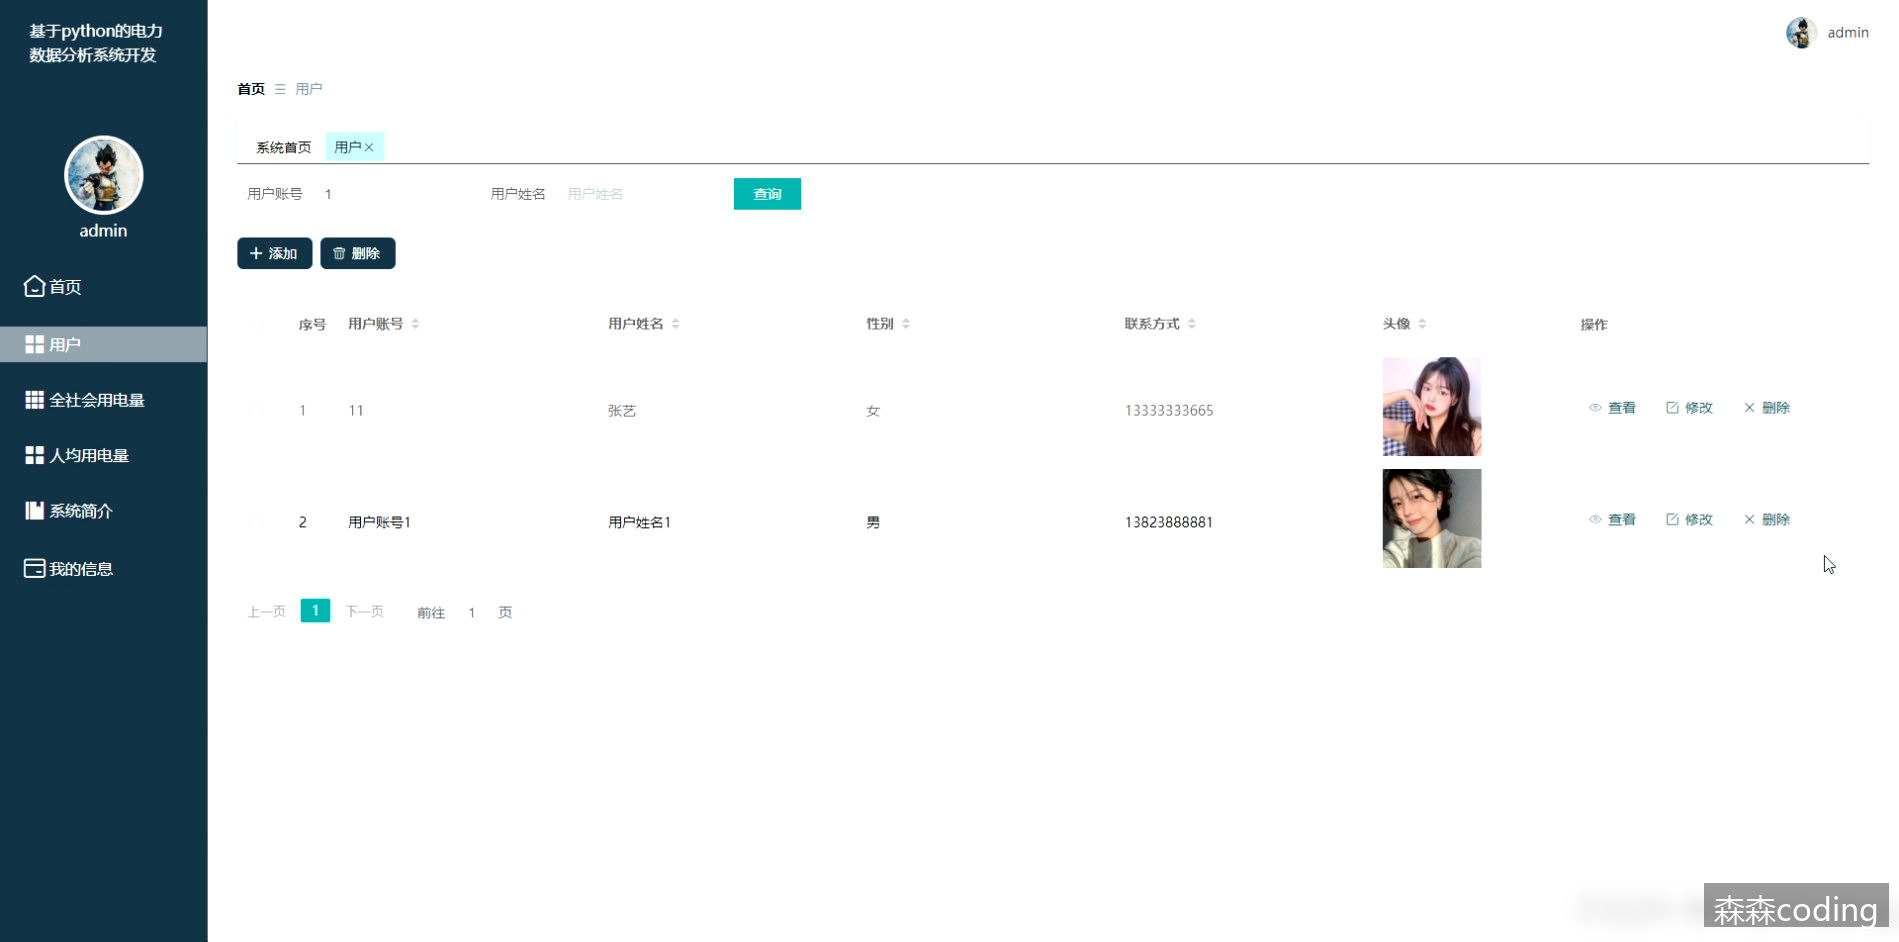 基于python的电力
数据分析系统开发
admin
admin
首页
用户
全社会用电量
人均用电量
系统简介
我的信息
首页 用户
系统首页 用户
用户账号 1 用户姓名 用户姓名 查询
添加 删除
序号 用户账号 用户姓名 性别 联系方式 头像 操作
1 11 张艺 女 13333333665 查看 修改 删除
2 用户账号1 用户姓名1 男 13823888881 查看 修改 删除
上一页 1 下一页 前往 1 页
森森coding